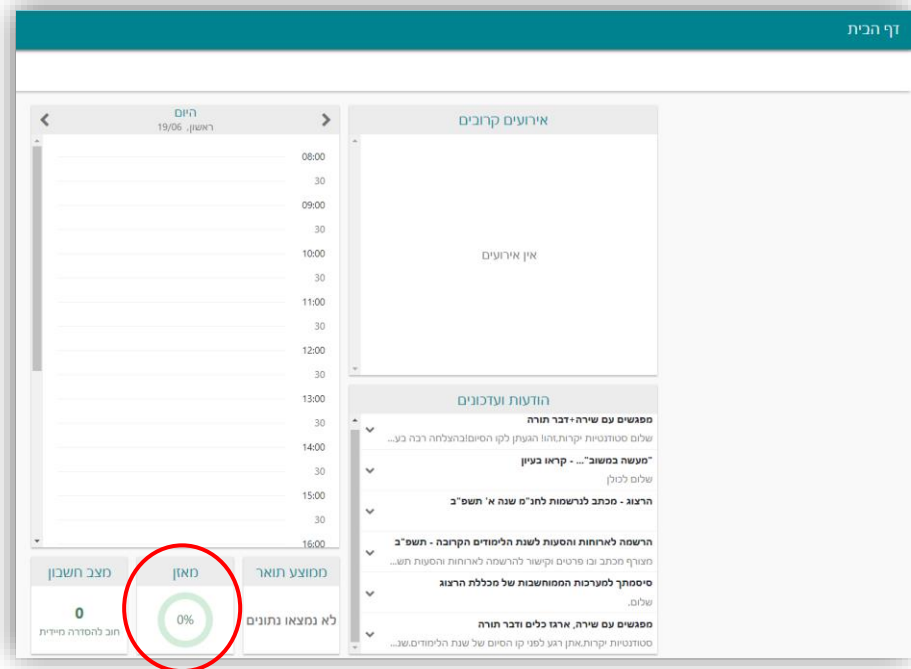 דף הבית
אירועים קרובים
אין אירועים
הודעות ועדכונים
מפגשים עם שירה+דבר תורה
שלום סטודנטיות יקרות,זהו! הגעתן לקו הסיום!בהצלחה רבה בע...
"מעשה במשוב"... - קראו בעיון
שלום לכולן
הרצוג - מכתב לנרשמות לחנ"מ שנה א' תשפ"ב
הרשמה לארוחות והסעות לשנת הלימודים הקרובה - תשפ"ב
מצורף מכתב ובו פרטים וקישור להרשמה לארוחות והסעות תש...
סיסמתך למערכות הממוחשבות של מכללת הרצוג
שלום,
מפגשים עם שירה, ארגז כלים ודבר תורה
סטודנטיות יקרות,אתן רגע לפני קו הסיום של שנת הלימודים.שנ...
היום
ראשון, 19/06
08:00
30
09:00
30
10:00
30
11:00
30
12:00
30
13:00
30
14:00
30
15:00
30
16:00
ממוצע תואר
לא נמצאו נתונים
מאזן
0%
מצב חשבון
0
חוב להסדרה מיידית